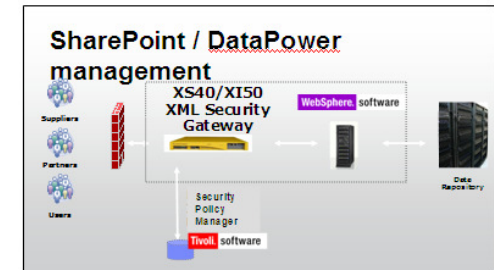 SharePoint / DataPower
management
XS40/XI50
XML Security
Gateway
WebSphere. software
Suppliers
Partners
Users
Data
Repository
Security
Policy
Manager
Tivoli. software